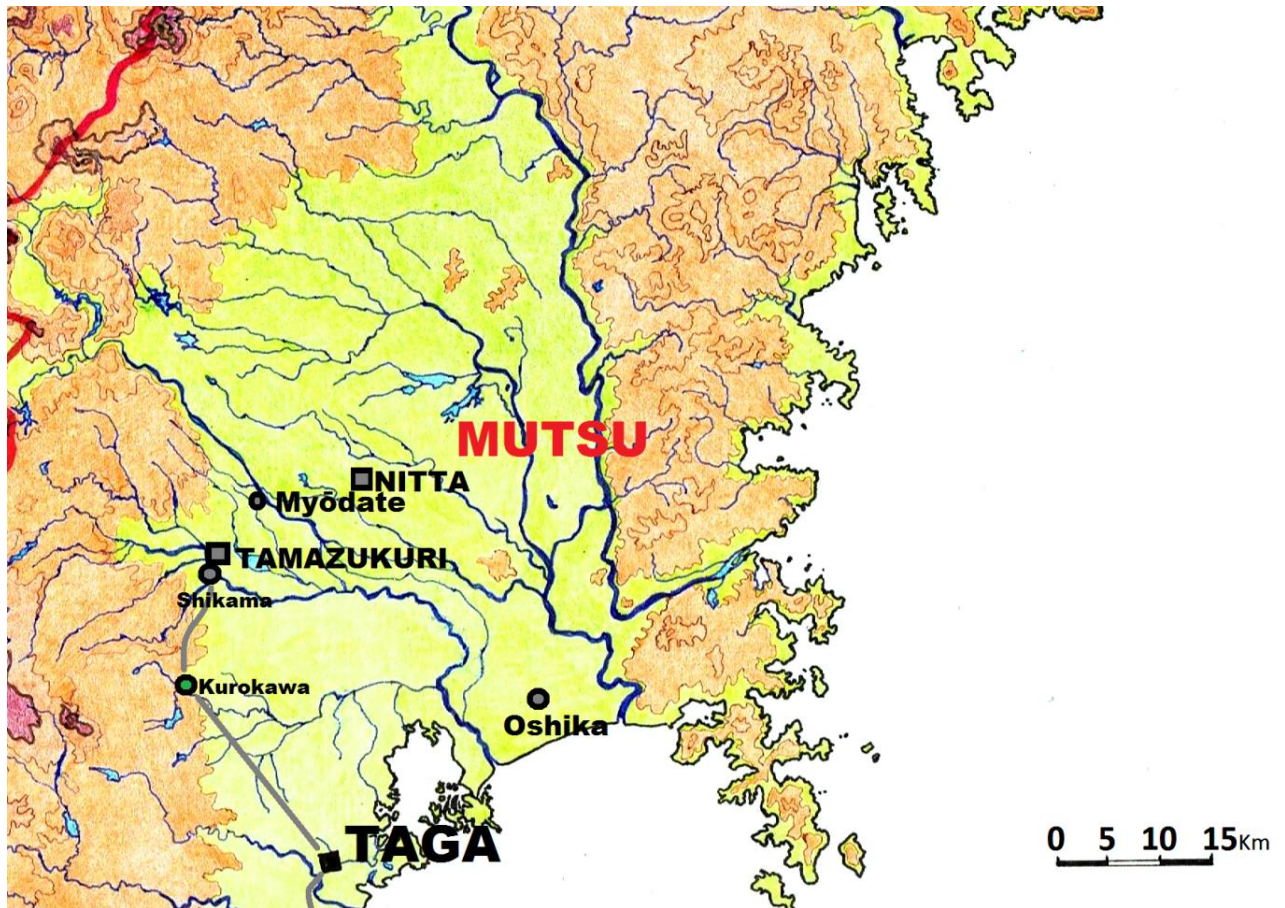 MUTSU
NITTA
Myōdate
TAMAZUKURI
Shikama
Kurokawa
Oshika
TAGA
0 5 10 15Km